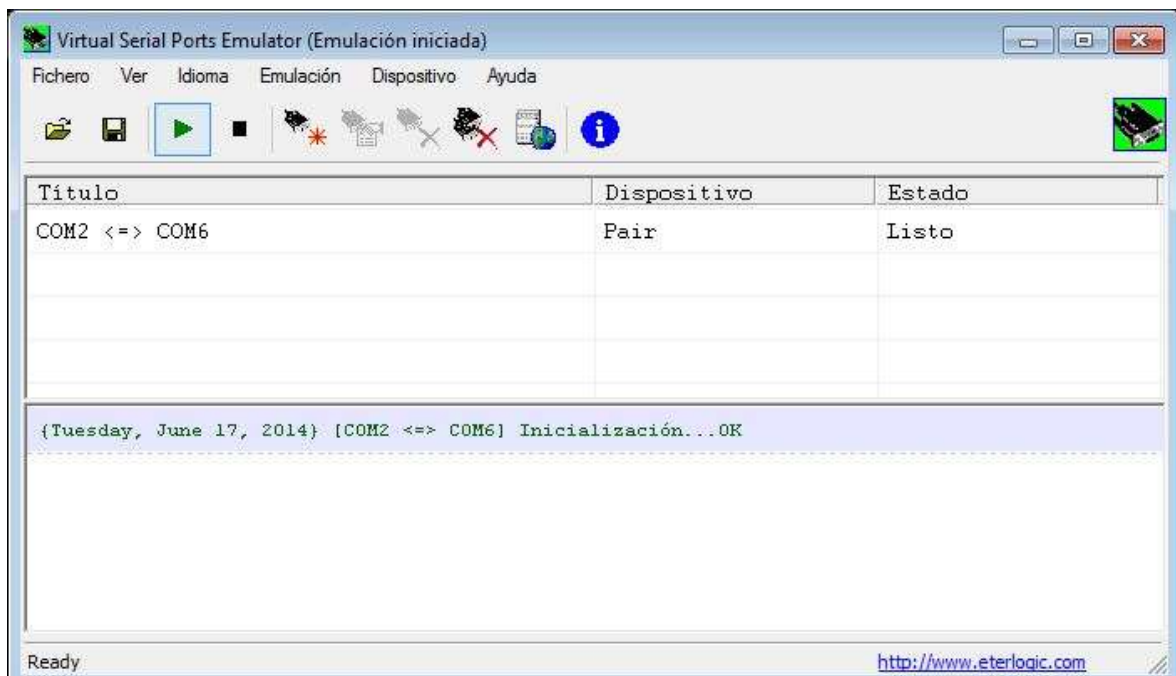 Virtual Serial Ports Emulator (Emulación iniciada)
Fichero Ver Idioma Emulación Dispositivo Ayuda
Título Dispositivo Estado
COM2 <=> COM6 Pair Listo
{Tuesday, June 17, 2014} [COM2 <=> COM6] Inicialización...OK
Ready http://www.eterlogic.com